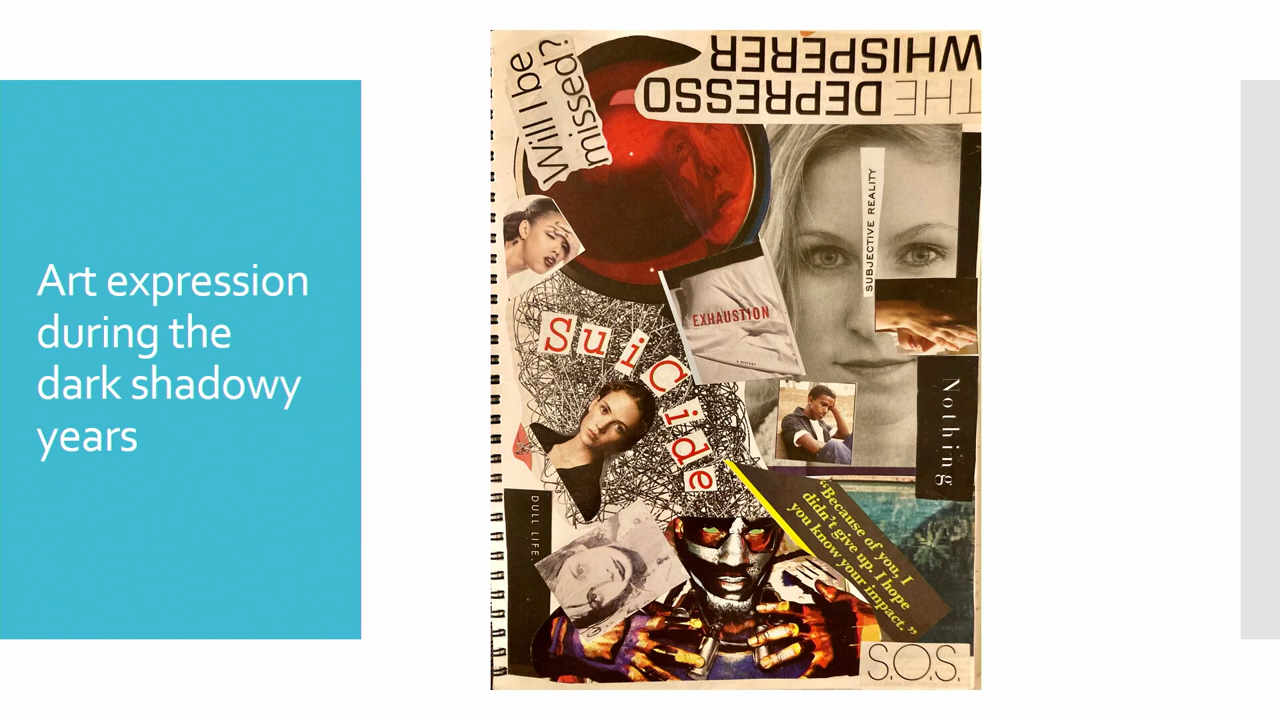 Art expression
during the
dark shadowy
years
Will I be
missed?
THE DEPRESSO
WHISPERER
SUBJECTIVE REALITY
EXHAUSTION
A HISTORY
SuiCide
Nothing
DULL LIFE.
“Because of you, I
didn't give up. I hope
you know your impact.”
S.O.S.